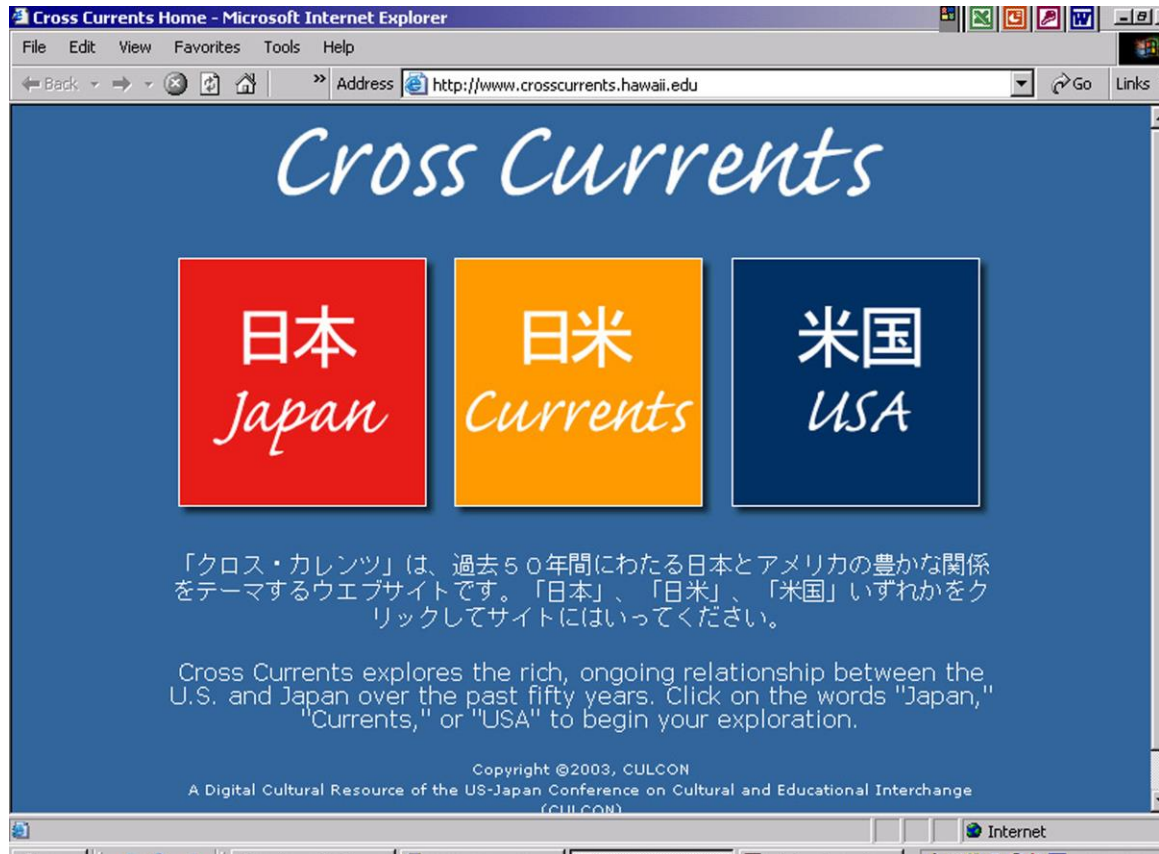 Cross Currents Home - Microsoft Internet Explorer
File Edit View Favorites Tools Help
Back » Address http://www.crosscurrents.hawaii.edu Go Links
Cross Currents
日本 日米 米国
Japan Currents USA
「クロス・カレンツ」は、過去５０年間にわたる日本とアメリカの豊かな関係
をテーマするウエブサイトです。「日本」、「日米」、「米国」いずれかをク
リックしてサイトにはいってください。
Cross Currents explores the rich, ongoing relationship between the
U.S. and Japan over the past fifty years. Click on the words "Japan,"
"Currents," or "USA" to begin your exploration.
Copyright ©2003, CULCON
A Digital Cultural Resource of the US-Japan Conference on Cultural and Educational Interchange
(CULCON)
Internet